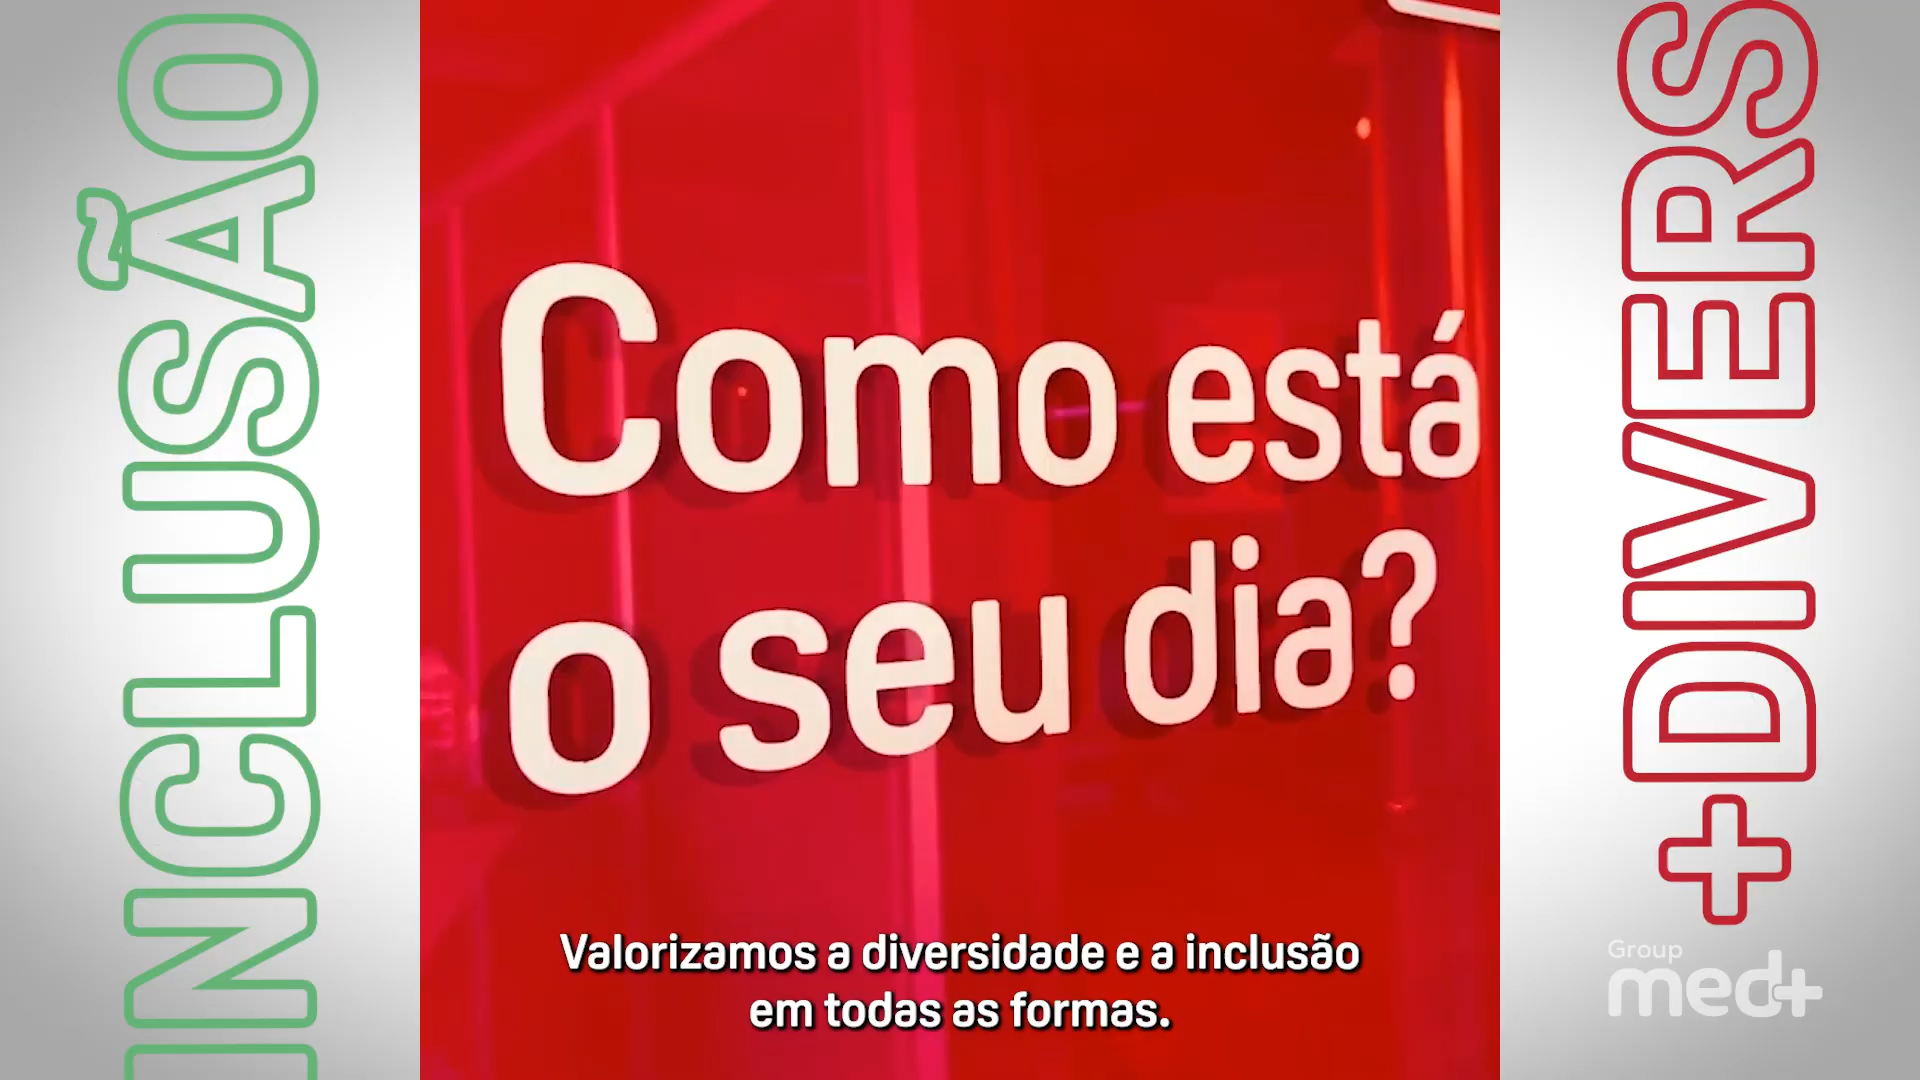 INCLUSÃO
Como está
o seu dia?
Valorizamos a diversidade e a inclusão
em todas as formas.
+DIVERS
Group
med+